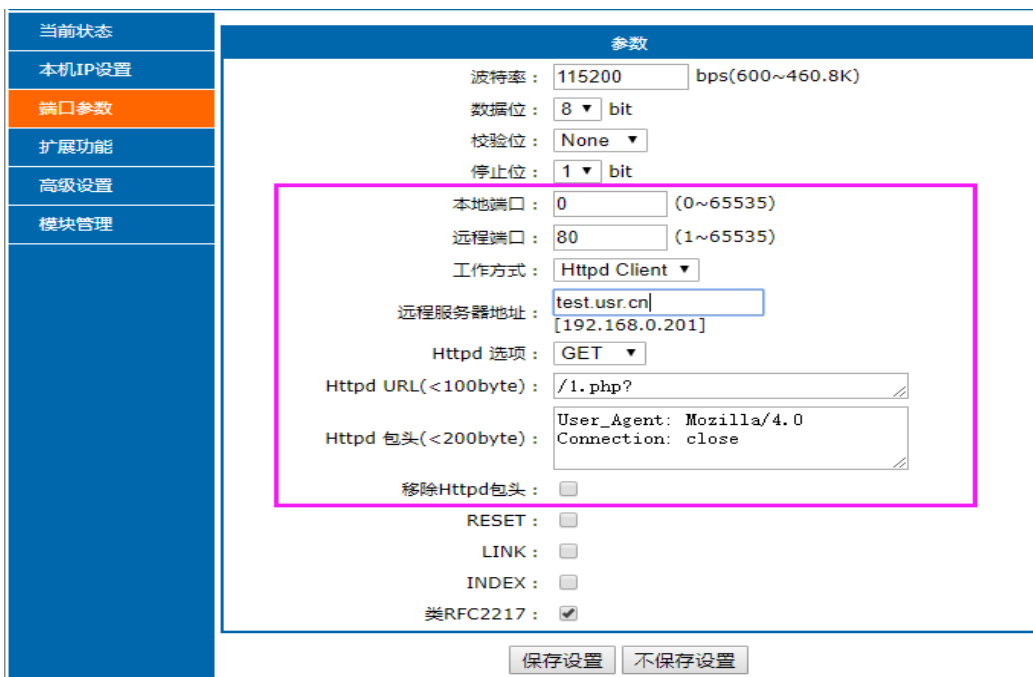 当前状态
本机IP设置
端口参数
扩展功能
高级设置
模块管理
参数
波特率： 115200 bps(600~460.8K)
数据位： 8 bit
校验位： None
停止位： 1 bit
本地端口： 0 (0~65535)
远程端口： 80 (1~65535)
工作方式： Httpd Client
远程服务器地址： test.usr.cn
[192.168.0.201]
Httpd 选项： GET
Httpd URL(<100byte)： /1.php?
Httpd 包头(<200byte)： User_Agent: Mozilla/4.0
Connection: close
移除Httpd包头：
RESET：
LINK：
INDEX：
类RFC2217：
保存设置 不保存设置